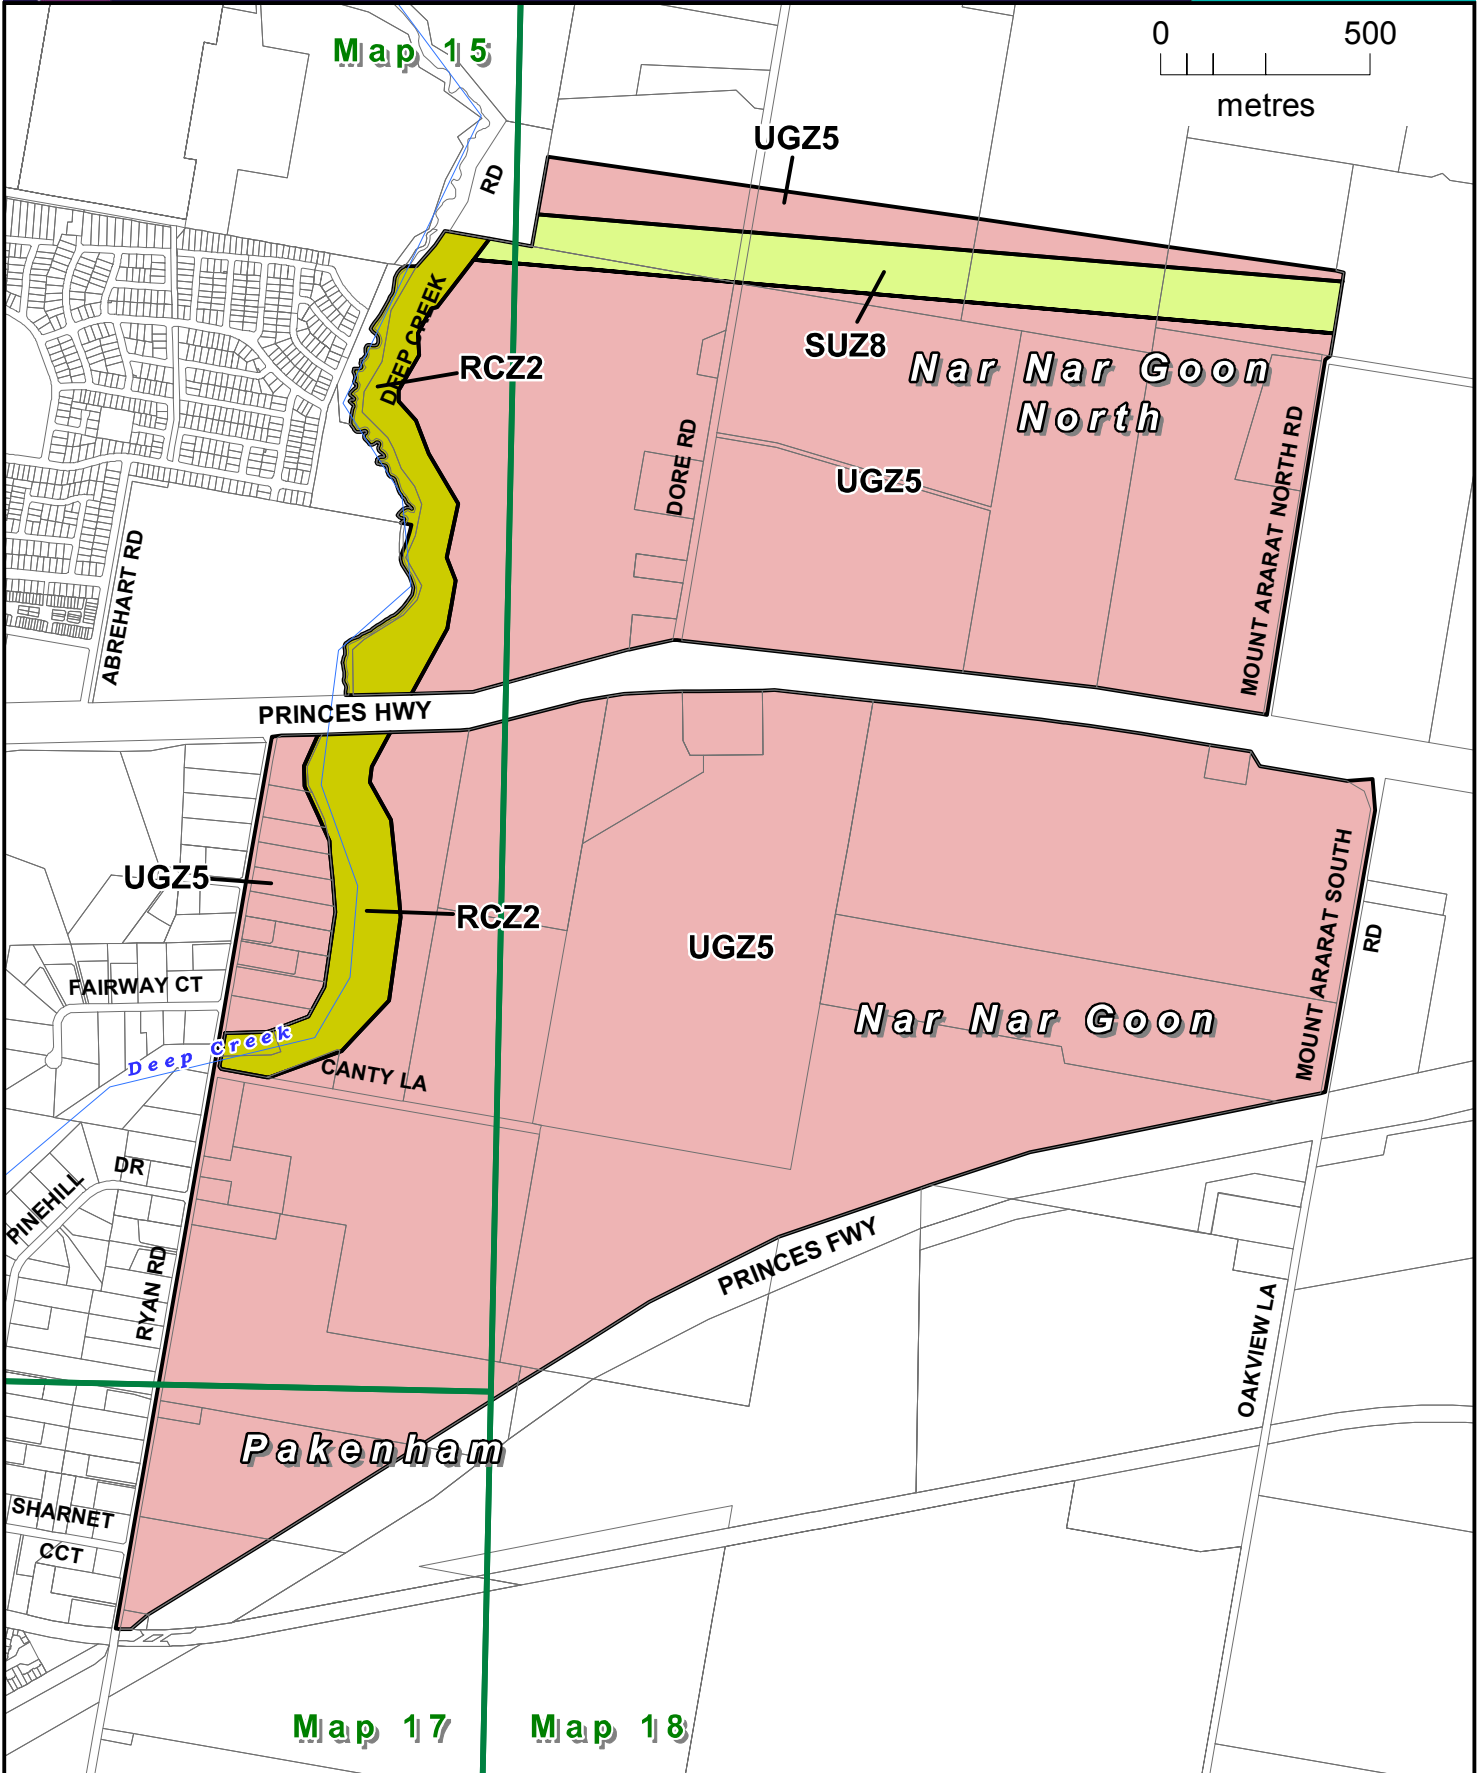 Map 15
0 500
metres
UGZ5
RD
DEEP CREEK
RCZ2
SUZ8
Nar Nar Goon
North
DORE RD
UGZ5
MOUNT ARARAT NORTH RD
ABREHART RD
PRINCES HWY
UGZ5
RCZ2
UGZ5
MOUNT ARARAT SOUTH
RD
FAIRWAY CT
Nar Nar Goon
Deep Creek
CANTY LA
PINEHILL
DR
RYAN RD
PRINCES FWY
OAKVIEW LA
Pakenham
SHARNET
CCT
Map 17
Map 18